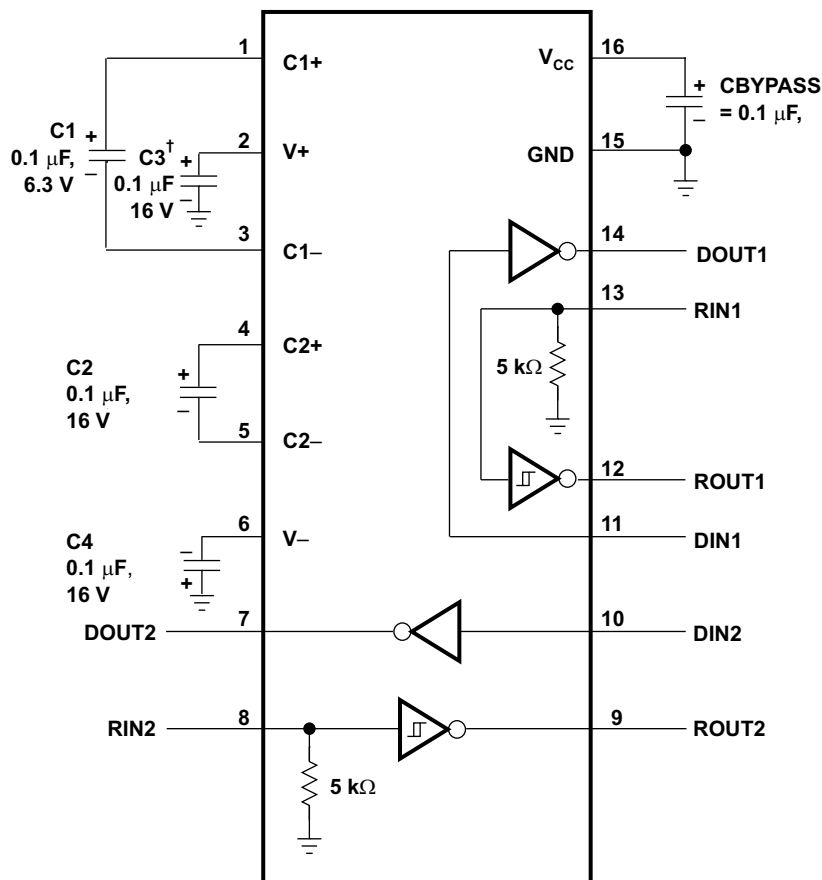 1
C1+
VCC
16
CBYPASS
= 0.1 μF,
+
−
C1
0.1 μF,
6.3 V
+
−
C3†
0.1 μF
16 V
+
−
2
V+
GND
15
3
C1−
14
DOUT1
13
RIN1
5 kΩ
4
C2+
C2
0.1 μF,
16 V
+
−
5
C2−
12
ROUT1
11
DIN1
6
V−
C4
0.1 μF,
16 V
−
+
DOUT2
7
10
DIN2
RIN2
8
9
ROUT2
5 kΩ